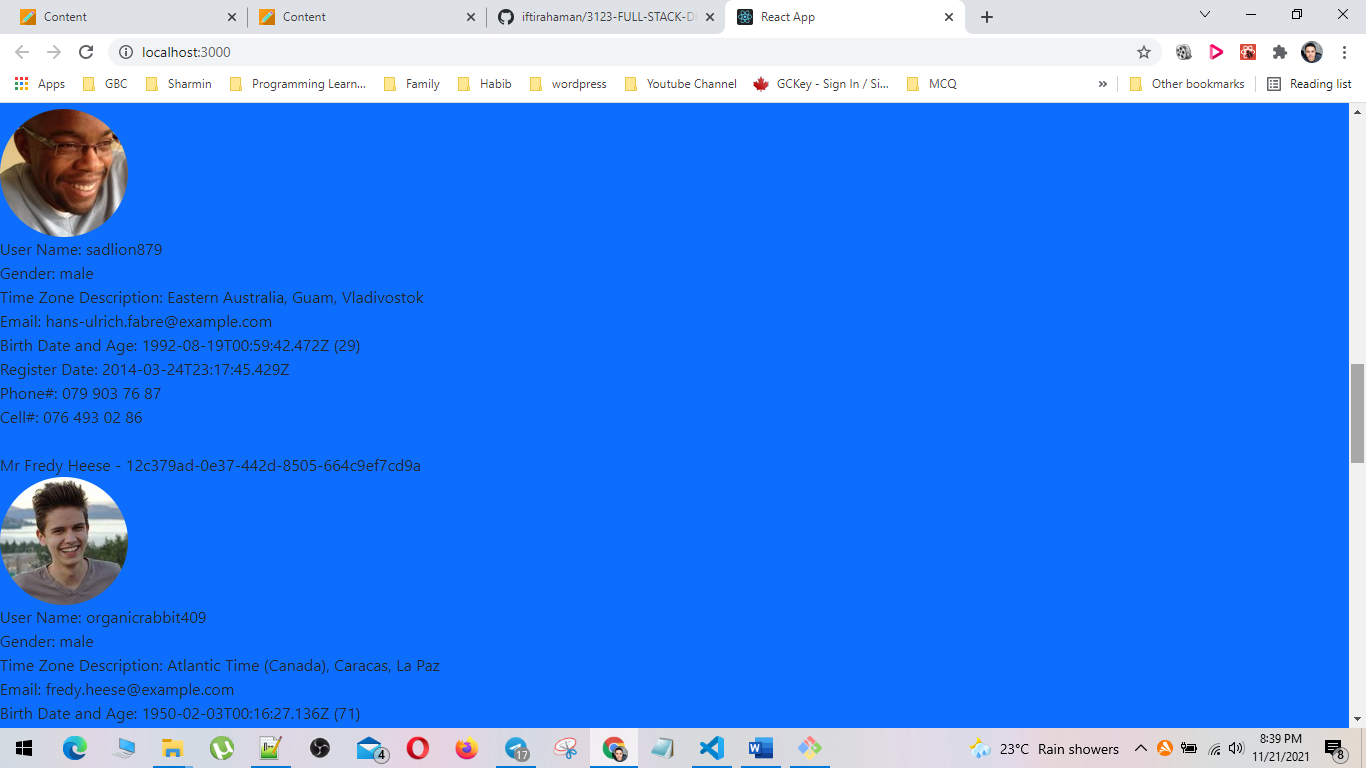 Content
Content
iftirahaman/3123-FULL-STACK-D
React App
localhost:3000
Apps
GBC
Sharmin
Programming Learn...
Family
Habib
wordpress
Youtube Channel
GCKey - Sign In / Si...
MCQ
»
Other bookmarks
Reading list
User Name: sadlion879
Gender: male
Time Zone Description: Eastern Australia, Guam, Vladivostok
Email: hans-ulrich.fabre@example.com
Birth Date and Age: 1992-08-19T00:59:42.472Z (29)
Register Date: 2014-03-24T23:17:45.429Z
Phone#: 079 903 76 87
Cell#: 076 493 02 86
Mr Fredy Heese - 12c379ad-0e37-442d-8505-664c9ef7cd9a
User Name: organicrabbit409
Gender: male
Time Zone Description: Atlantic Time (Canada), Caracas, La Paz
Email: fredy.heese@example.com
Birth Date and Age: 1950-02-03T00:16:27.136Z (71)
4
17
23°C Rain showers
8:39 PM
11/21/2021
8